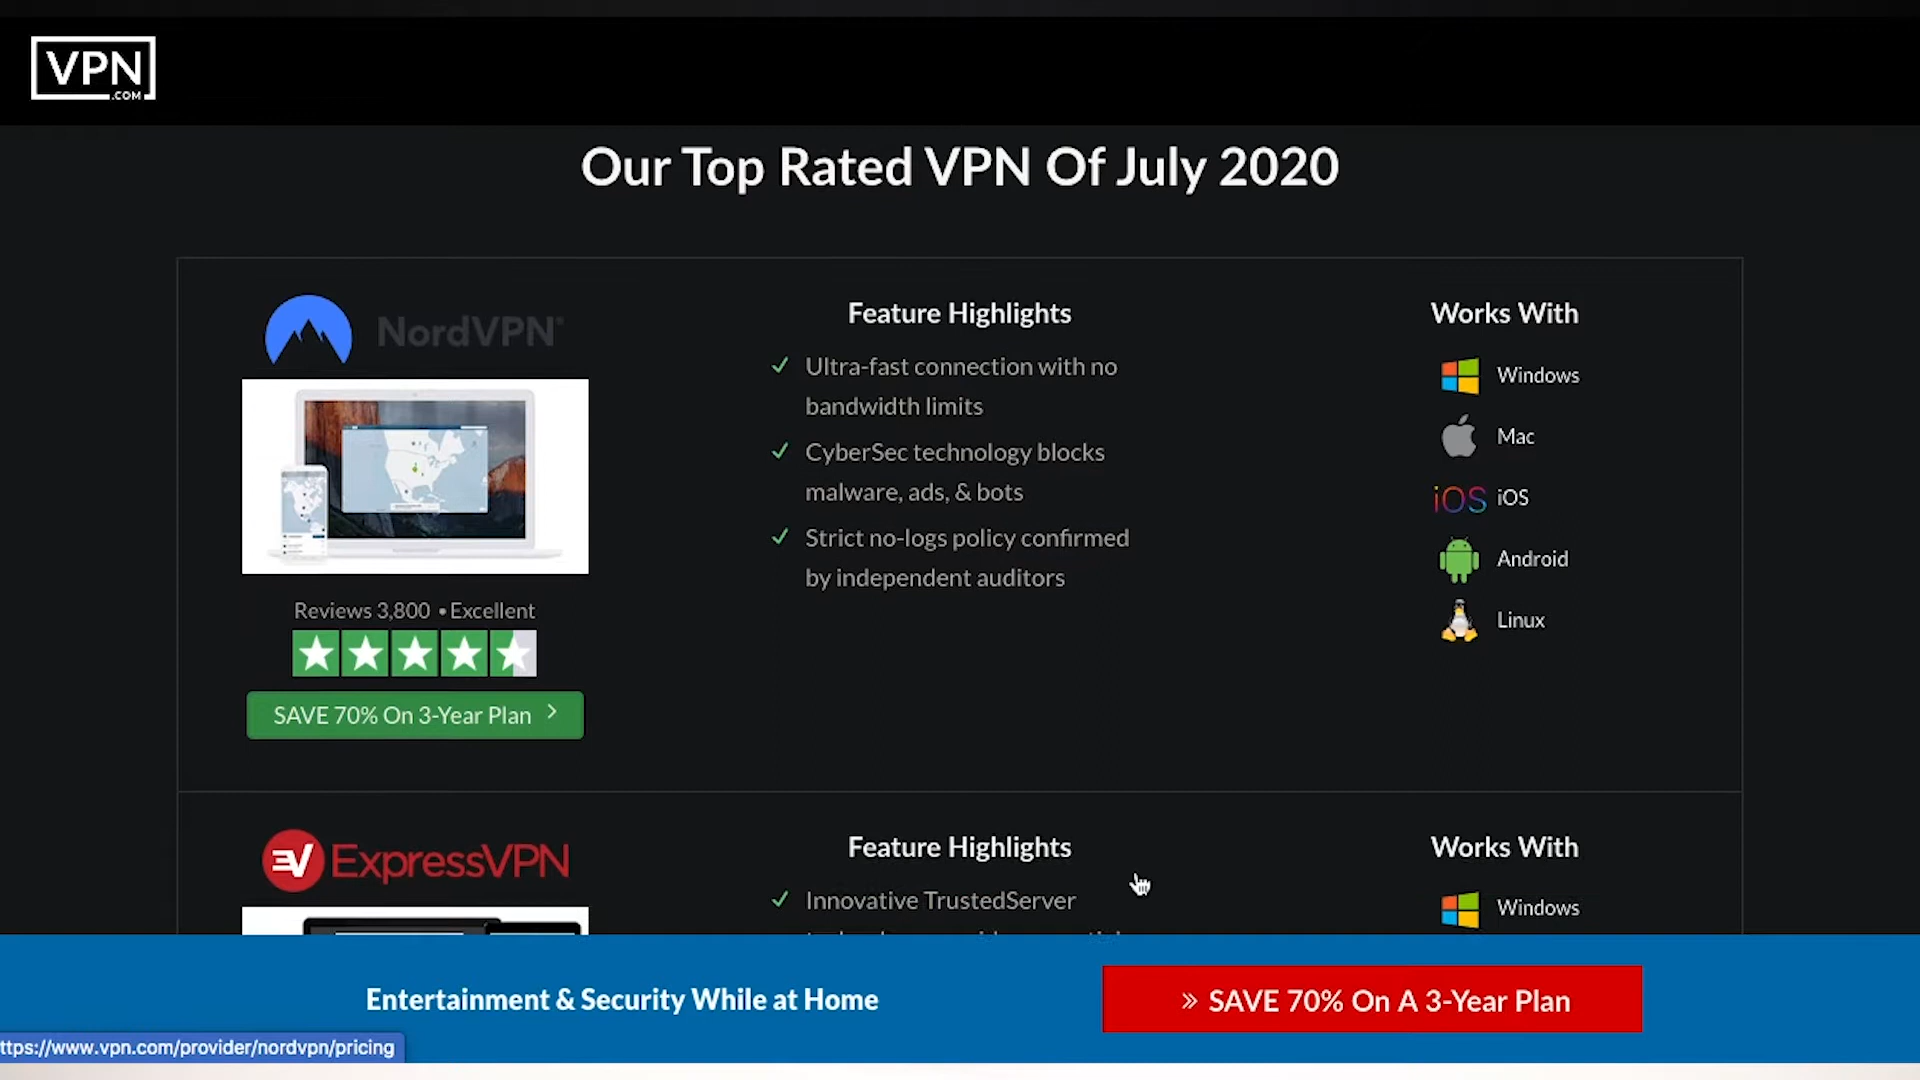 VPN
.COM
Our Top Rated VPN Of July 2020
NordVPN®
Reviews 3,800 • Excellent
SAVE 70% On 3-Year Plan
Feature Highlights
Ultra-fast connection with no
bandwidth limits
CyberSec technology blocks
malware, ads, & bots
Strict no-logs policy confirmed
by independent auditors
Works With
Windows
Mac
iOS iOS
Android
Linux
ExpressVPN
Feature Highlights
Innovative TrustedServer
Works With
Windows
Entertainment & Security While at Home
» SAVE 70% On A 3-Year Plan
ttps://www.vpn.com/provider/nordvpn/pricing